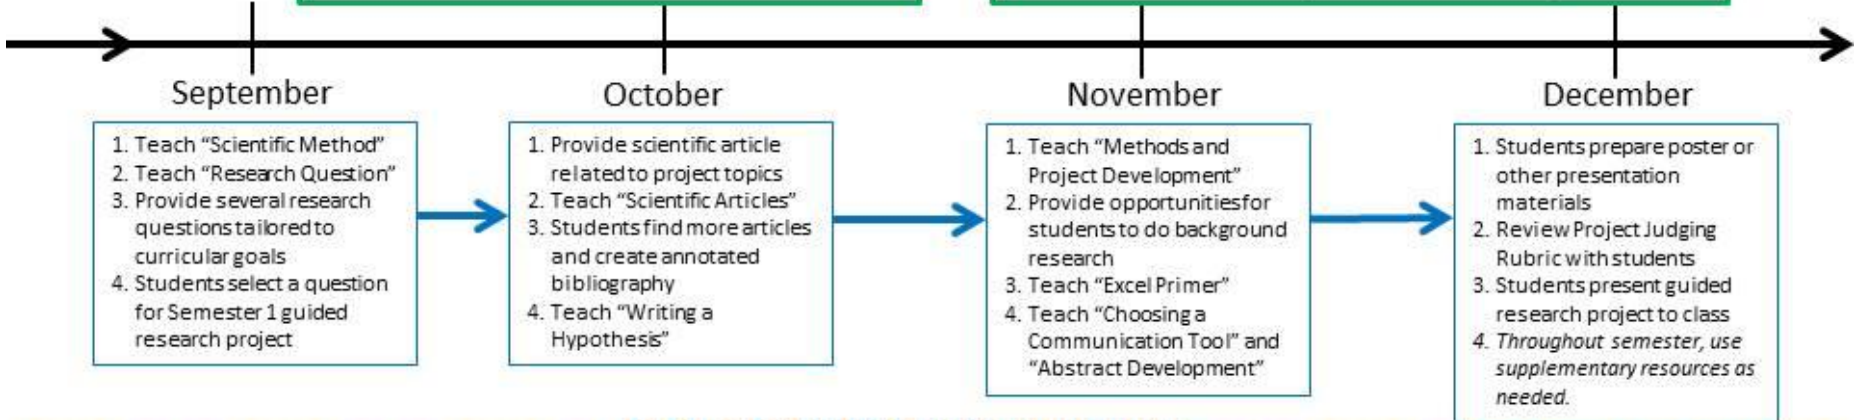 September
1. Teach “Scientific Method”
2. Teach “Research Question”
3. Provide several research
questions tailored to
curricular goals
4. Students select a question
for Semester 1 guided
research project
October
1. Provide scientific article
related to project topics
2. Teach “Scientific Articles”
3. Students find more articles
and create annotated
bibliography
4. Teach “Writing a
Hypothesis”
November
1. Teach “Methods and
Project Development”
2. Provide opportunities for
students to do background
research
3. Teach “Excel Primer”
4. Teach “Choosing a
Communication Tool” and
“Abstract Development”
December
1. Students prepare poster or
other presentation
materials
2. Review Project Judging
Rubric with students
3. Students present guided
research project to class
4. Throughout semester, use
supplementary resources as
needed.